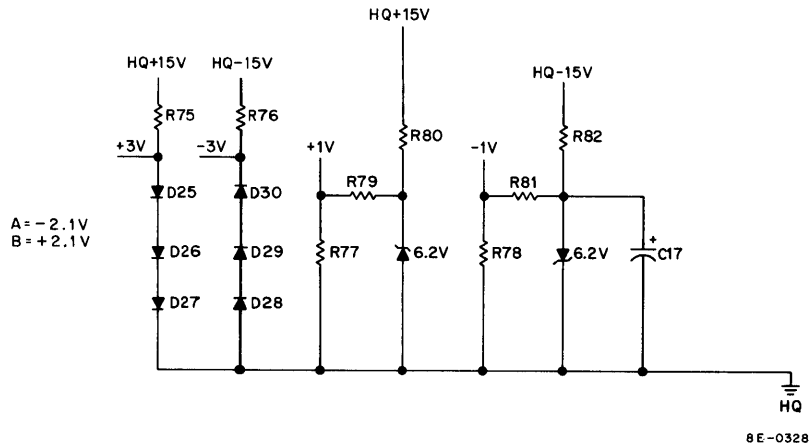 HQ+15V
HQ+15V HQ-15V
HQ-15V
R75 R76
R80 R82
+3V -3V +1V -1V
R79 R81
D25 D30
A=-2.1V
B=+2.1V
D26 D29 R77 6.2V R78 6.2V + C17
D27 D28
HQ
8E-0328